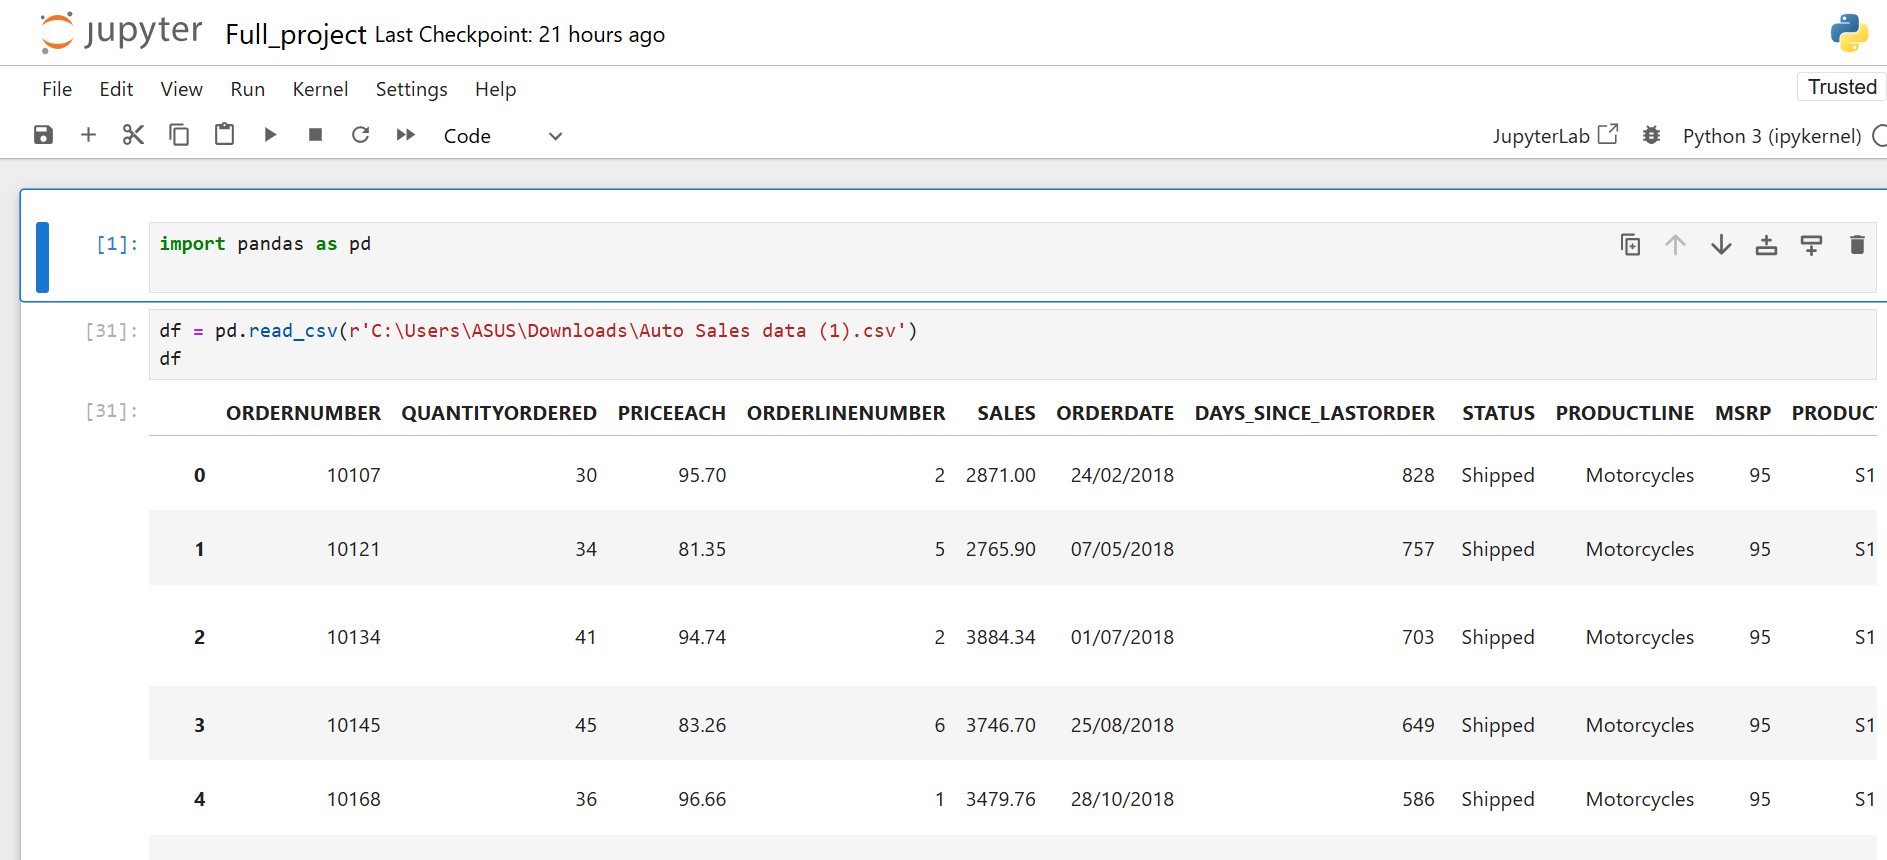 jupyter Full_project Last Checkpoint: 21 hours ago
File Edit View Run Kernel Settings Help Trusted
Code JupyterLab Python 3 (ipykernel)
[1]: import pandas as pd
[31]: df = pd.read_csv(r'C:\Users\ASUS\Downloads\Auto Sales data (1).csv')
df
[31]: ORDERNUMBER QUANTITYORDERED PRICEEACH ORDERLINENUMBER SALES ORDERDATE DAYS_SINCE_LASTORDER STATUS PRODUCTLINE MSRP PRODUC
0 10107 30 95.70 2 2871.00 24/02/2018 828 Shipped Motorcycles 95 S1
1 10121 34 81.35 5 2765.90 07/05/2018 757 Shipped Motorcycles 95 S1
2 10134 41 94.74 2 3884.34 01/07/2018 703 Shipped Motorcycles 95 S1
3 10145 45 83.26 6 3746.70 25/08/2018 649 Shipped Motorcycles 95 S1
4 10168 36 96.66 1 3479.76 28/10/2018 586 Shipped Motorcycles 95 S1